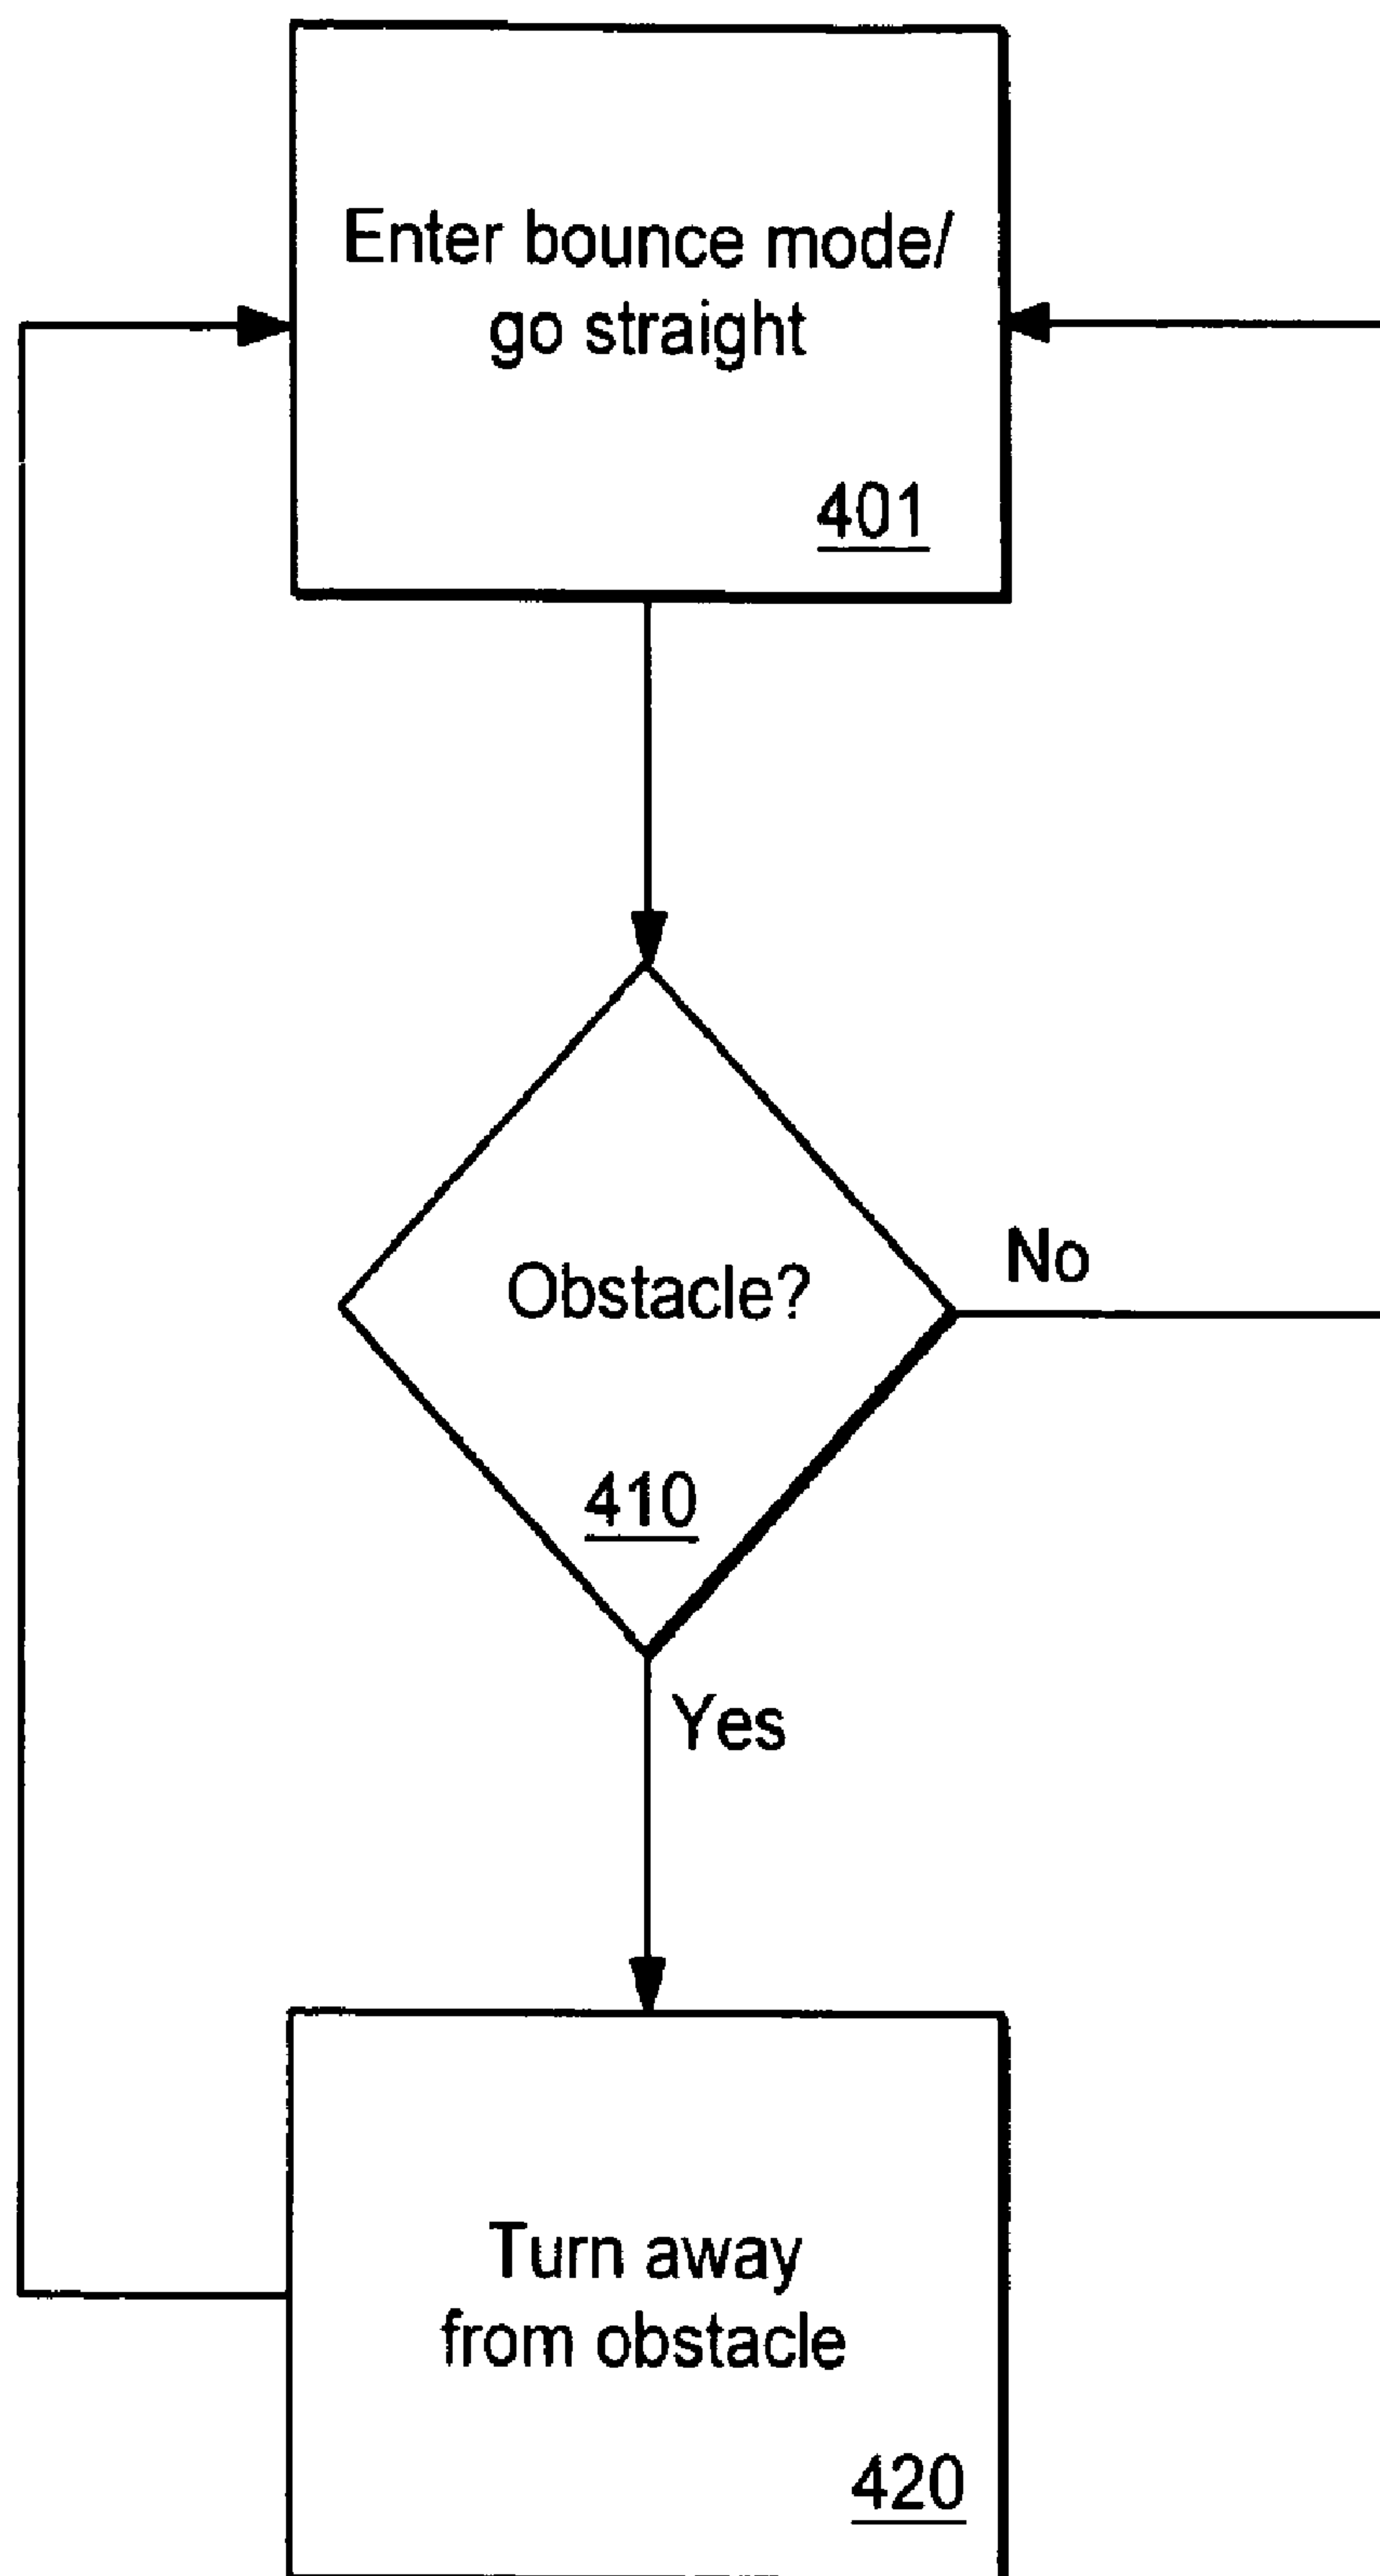 Enter bounce mode/
go straight
401
Obstacle?
No
410
Yes
Turn away
from obstacle
420